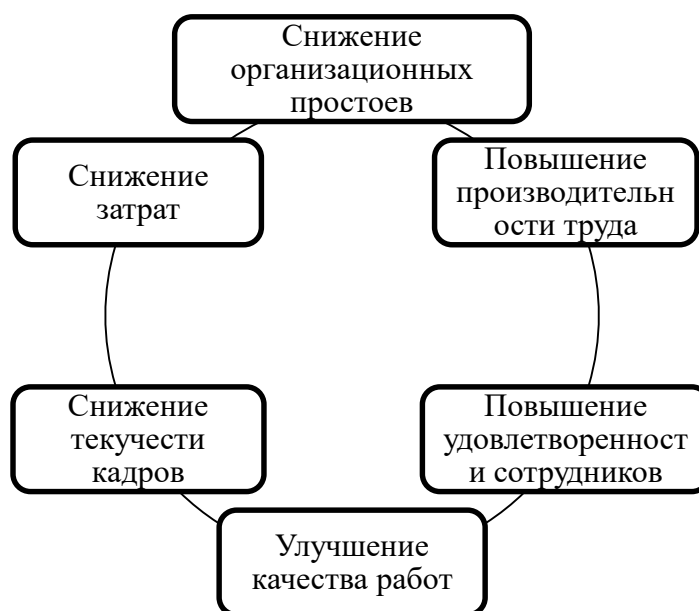 Снижение
организационных
простоев
Повышение
производительн
ости труда
Повышение
удовлетворенност
и сотрудников
Улучшение
качества работ
Снижение
текучести
кадров
Снижение
затрат